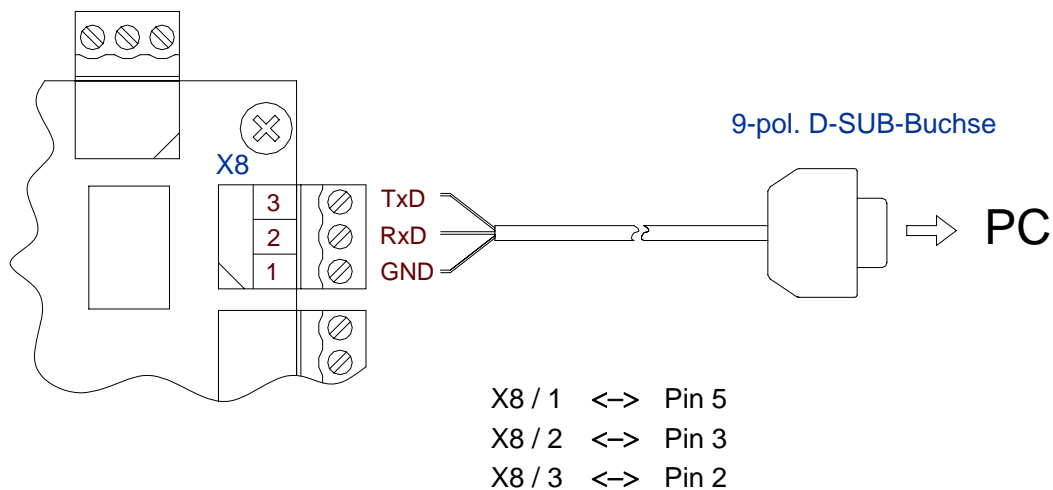 9-pol. D-SUB-Buchse
X8
3 TxD
2 RxD
1 GND
PC
X8 / 1 <–> Pin 5
X8 / 2 <–> Pin 3
X8 / 3 <–> Pin 2